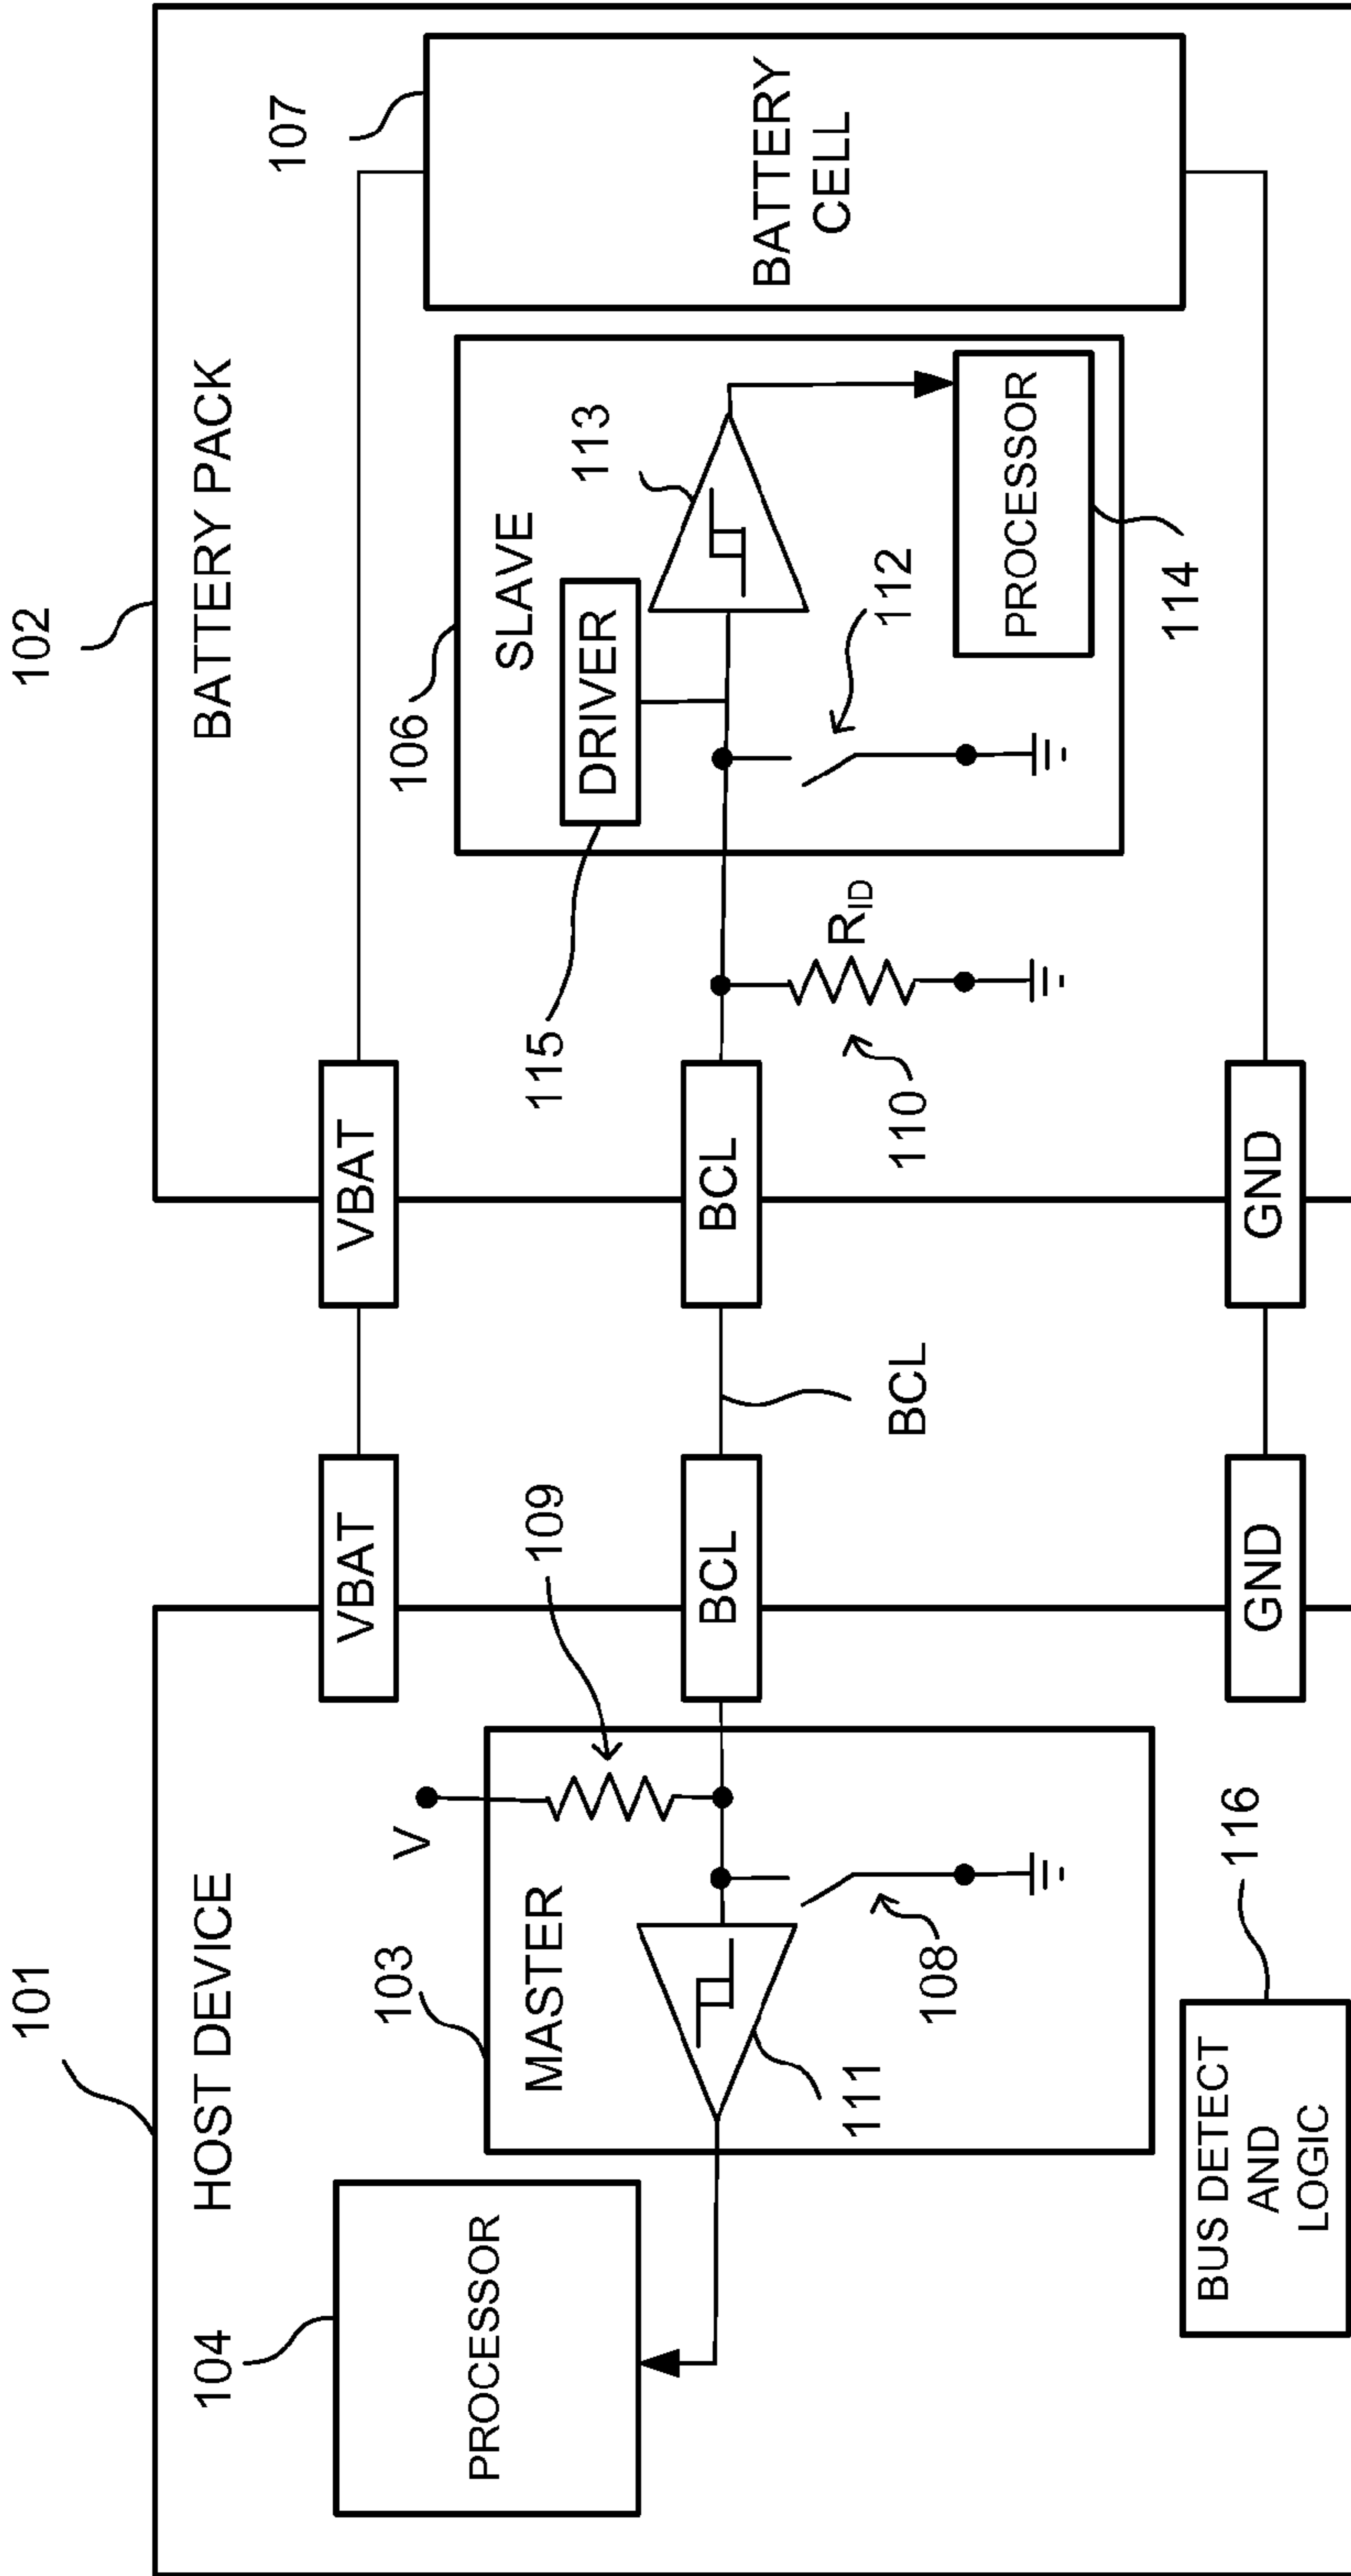 101
HOST DEVICE
104
PROCESSOR
103
MASTER
V
109
111
108
BUS DETECT
AND
LOGIC
116
VBAT
BCL
GND
BCL
VBAT
BCL
GND
102
BATTERY PACK
106
SLAVE
115
DRIVER
113
112
110
RID
PROCESSOR
114
107
BATTERY
CELL